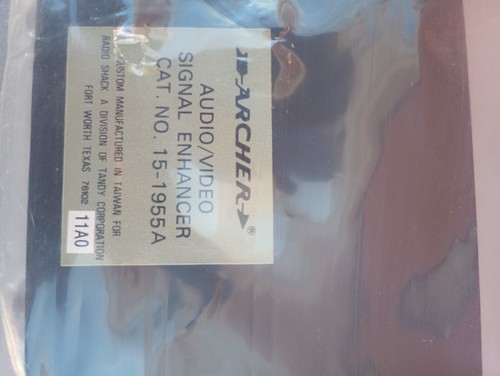 ARCHER®
AUDIO/VIDEO
SIGNAL ENHANCER
CAT. NO. 15-1955A
CUSTOM MANUFACTURED IN TAIWAN FOR
RADIO SHACK A DIVISION OF TANDY CORPORATION
FORT WORTH TEXAS 76102
11A0